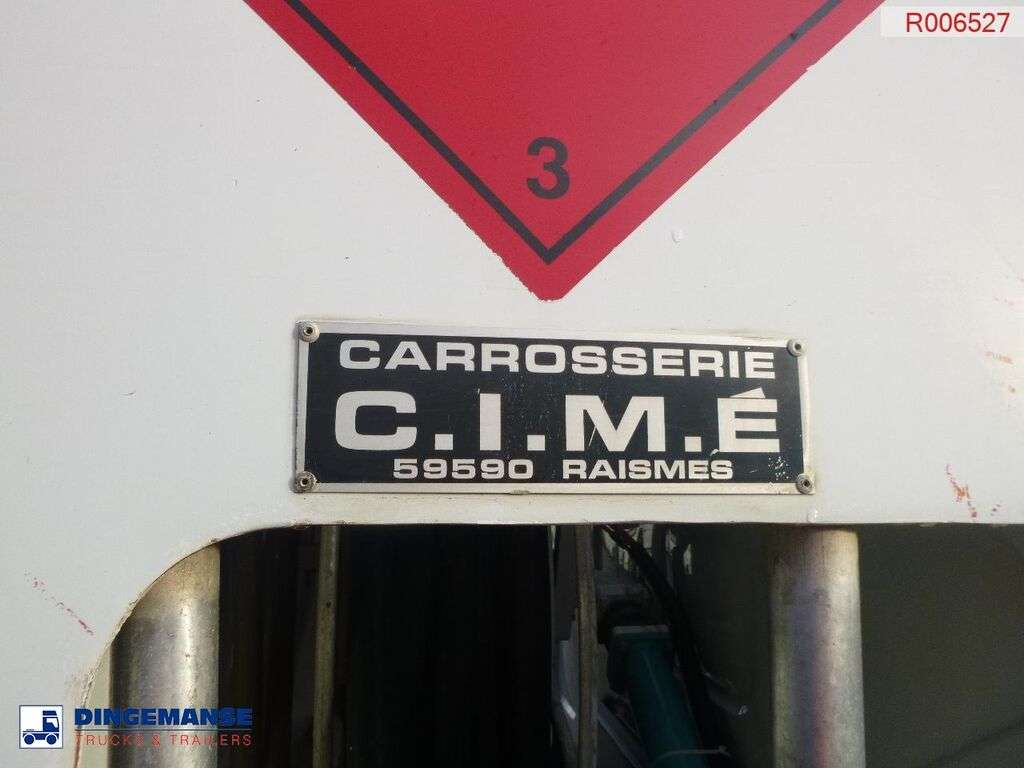 R006527
3
CARROSSERIE
C.I.M.É
59590 RAISMES
DINGEMANSE
TRUCKS & TRAILERS